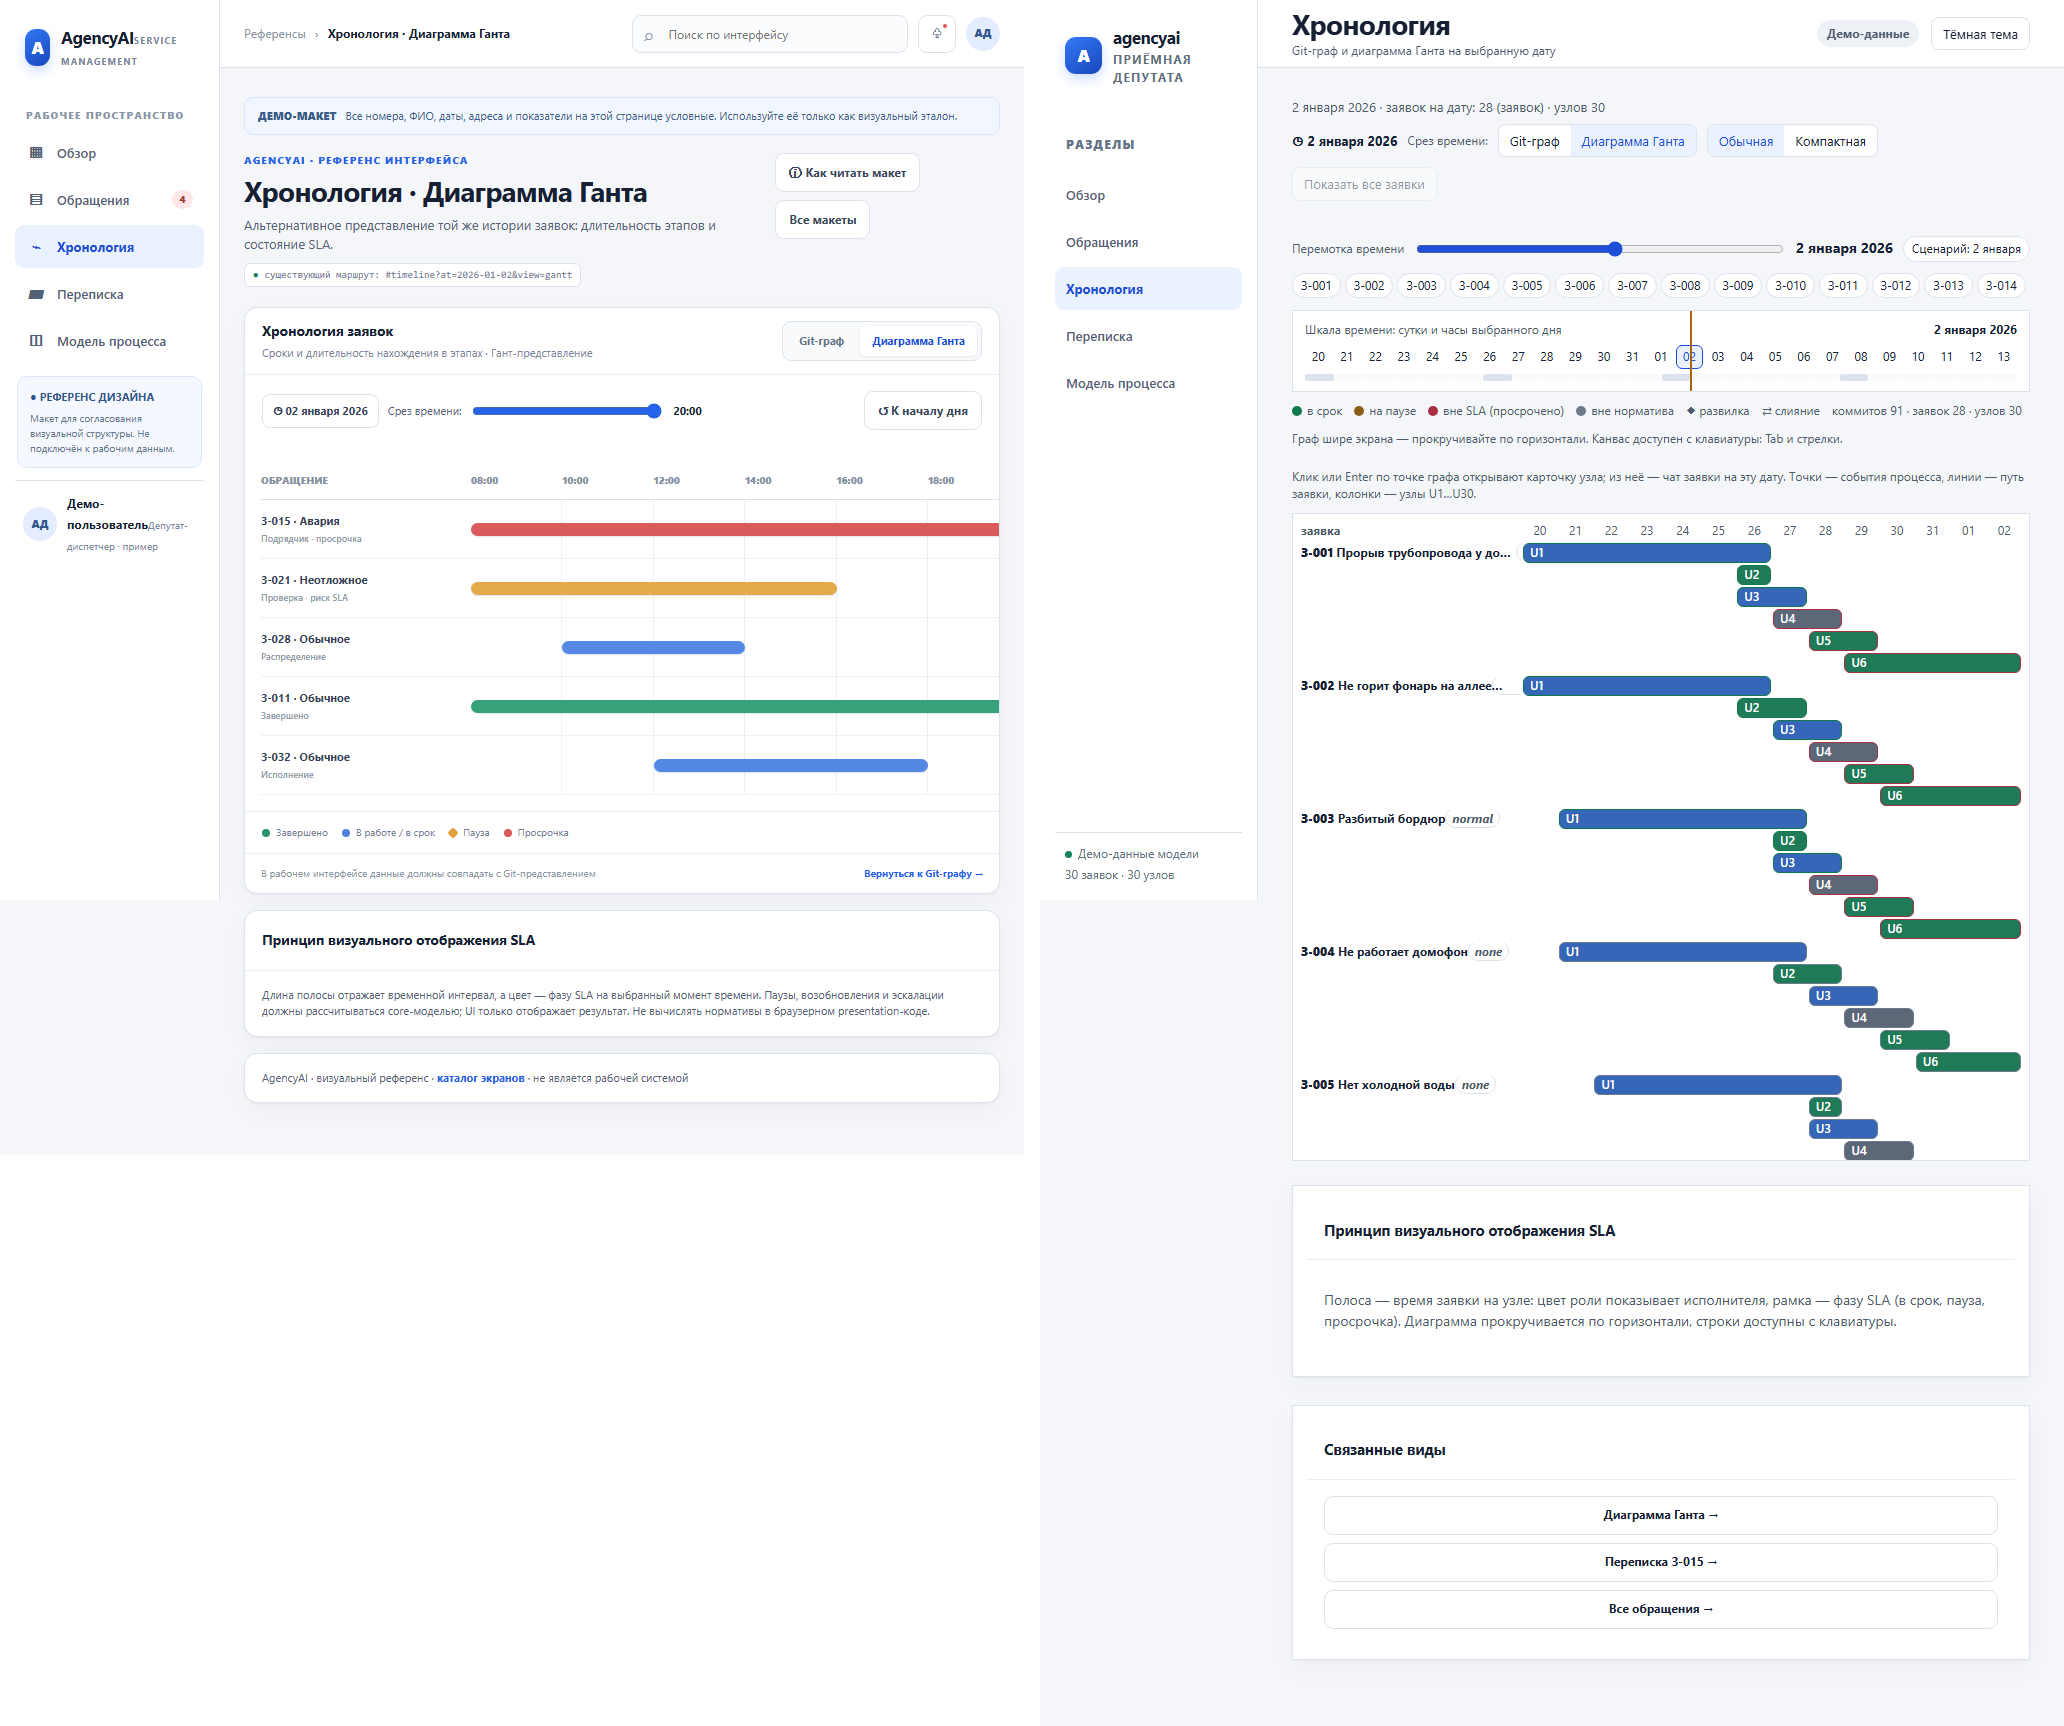 A
AgencyAI SERVICE
MANAGEMENT
РАБОЧЕЕ ПРОСТРАНСТВО
Обзор
Обращения 4
Хронология
Переписка
Модель процесса
● РЕФЕРЕНС ДИЗАЙНА
Макет для согласования
визуальной структуры. Не
подключён к рабочим данным.
АД
Демо-
пользователь Депутат-
диспетчер · пример
Референсы › Хронология · Диаграмма Ганта
Поиск по интерфейсу
АД
ДЕМО-МАКЕТ Все номера, ФИО, даты, адреса и показатели на этой странице условные. Используйте её только как визуальный эталон.
AGENCYAI · РЕФЕРЕНС ИНТЕРФЕЙСА
Хронология · Диаграмма Ганта
Альтернативное представление той же истории заявок: длительность этапов и
состояние SLA.
● существующий маршрут: #timeline?at=2026-01-02&view=gantt
ⓘ Как читать макет
Все макеты
Хронология заявок
Сроки и длительность нахождения в этапах · Гант-представление
Git-граф Диаграмма Ганта
◷ 02 января 2026 Срез времени: 20:00 ↺ К началу дня
ОБРАЩЕНИЕ 08:00 10:00 12:00 14:00 16:00 18:00
3-015 · Авария
Подрядчик · просрочка
3-021 · Неотложное
Проверка · риск SLA
3-028 · Обычное
Распределение
3-011 · Обычное
Завершено
3-032 · Обычное
Исполнение
Завершено В работе / в срок Пауза Просрочка
В рабочем интерфейсе данные должны совпадать с Git-представлением Вернуться к Git-графу →
Принцип визуального отображения SLA
Длина полосы отражает временной интервал, а цвет — фазу SLA на выбранный момент времени. Паузы, возобновления и эскалации
должны рассчитываться core-моделью; UI только отображает результат. Не вычислять нормативы в браузерном presentation-коде.
AgencyAI · визуальный референс · каталог экранов · не является рабочей системой
A
agencyai
ПРИЁМНАЯ
ДЕПУТАТА
РАЗДЕЛЫ
Обзор
Обращения
Хронология
Переписка
Модель процесса
● Демо-данные модели
30 заявок · 30 узлов
Хронология
Git-граф и диаграмма Ганта на выбранную дату
Демо-данные Тёмная тема
2 января 2026 · заявок на дату: 28 (заявок) · узлов 30
◷ 2 января 2026 Срез времени: Git-граф Диаграмма Ганта Обычная Компактная
Показать все заявки
Перемотка времени 2 января 2026 Сценарий: 2 января
3-001 3-002 3-003 3-004 3-005 3-006 3-007 3-008 3-009 3-010 3-011 3-012 3-013 3-014
Шкала времени: сутки и часы выбранного дня 2 января 2026
20 21 22 23 24 25 26 27 28 29 30 31 01 02 03 04 05 06 07 08 09 10 11 12 13
в срок на паузе вне SLA (просрочено) вне норматива ◆ развилка ⇄ слияние коммитов 91 · заявок 28 · узлов 30
Граф шире экрана — прокручивайте по горизонтали. Канвас доступен с клавиатуры: Tab и стрелки.
Клик или Enter по точке графа открывают карточку узла; из неё — чат заявки на эту дату. Точки — события процесса, линии — путь
заявки, колонки — узлы U1…U30.
заявка 20 21 22 23 24 25 26 27 28 29 30 31 01 02
3-001 Прорыв трубопровода у до… U1
U2
U3
U4
U5
U6
3-002 Не горит фонарь на аллее… U1
U2
U3
U4
U5
U6
3-003 Разбитый бордюр normal U1
U2
U3
U4
U5
U6
3-004 Не работает домофон none U1
U2
U3
U4
U5
U6
3-005 Нет холодной воды none U1
U2
U3
U4
Принцип визуального отображения SLA
Полоса — время заявки на узле: цвет роли показывает исполнителя, рамка — фазу SLA (в срок, пауза,
просрочка). Диаграмма прокручивается по горизонтали, строки доступны с клавиатуры.
Связанные виды
Диаграмма Ганта →
Переписка 3-015 →
Все обращения →